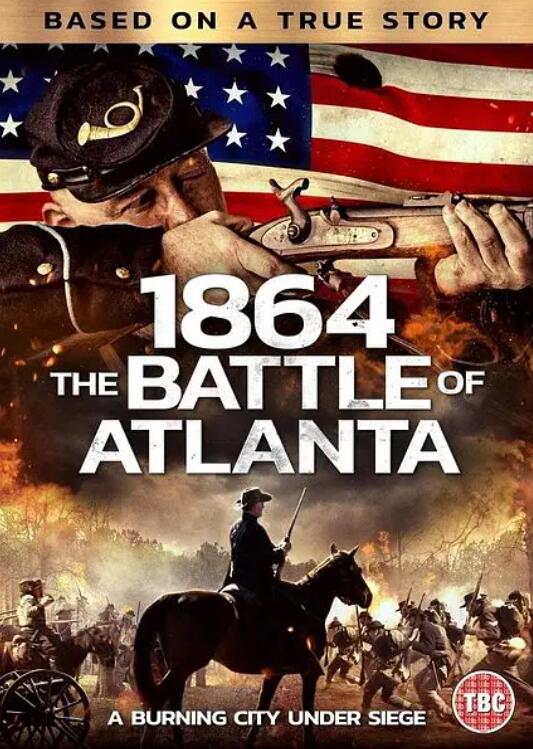 BASED ON A TRUE STORY
1864
THE BATTLE OF
ATLANTA
A BURNING CITY UNDER SIEGE
TBC